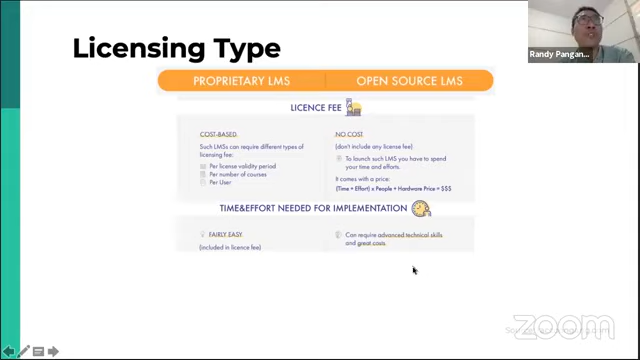 Licensing Type
Randy Pangan...
PROPRIETARY LMS
OPEN SOURCE LMS
LICENCE FEE
COST-BASED
Such LMSs can require different types of
licensing fee:
Per license validity period
Per number of courses
Per User
NO COST
(don't include any license fee)
To launch such LMS you have to spend
your time and efforts.
It comes with a price:
(Time + Effort) x People + Hardware Price = $$$
TIME&EFFORT NEEDED FOR IMPLEMENTATION
FAIRLY EASY
(included in licence fee)
Can require advanced technical skills
and great costs.
zoom